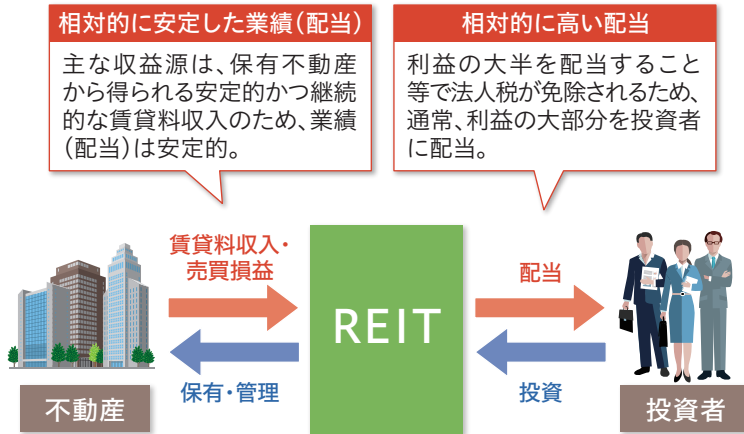 相対的に安定した業績(配当)
主な収益源は、保有不動産
から得られる安定的かつ継続
的な賃貸料収入のため、業績
(配当)は安定的。
相対的に高い配当
利益の大半を配当すること
等で法人税が免除されるため、
通常、利益の大部分を投資者
に配当。
賃貸料収入・
売買損益
保有・管理
不動産
REIT
配当
投資
投資者